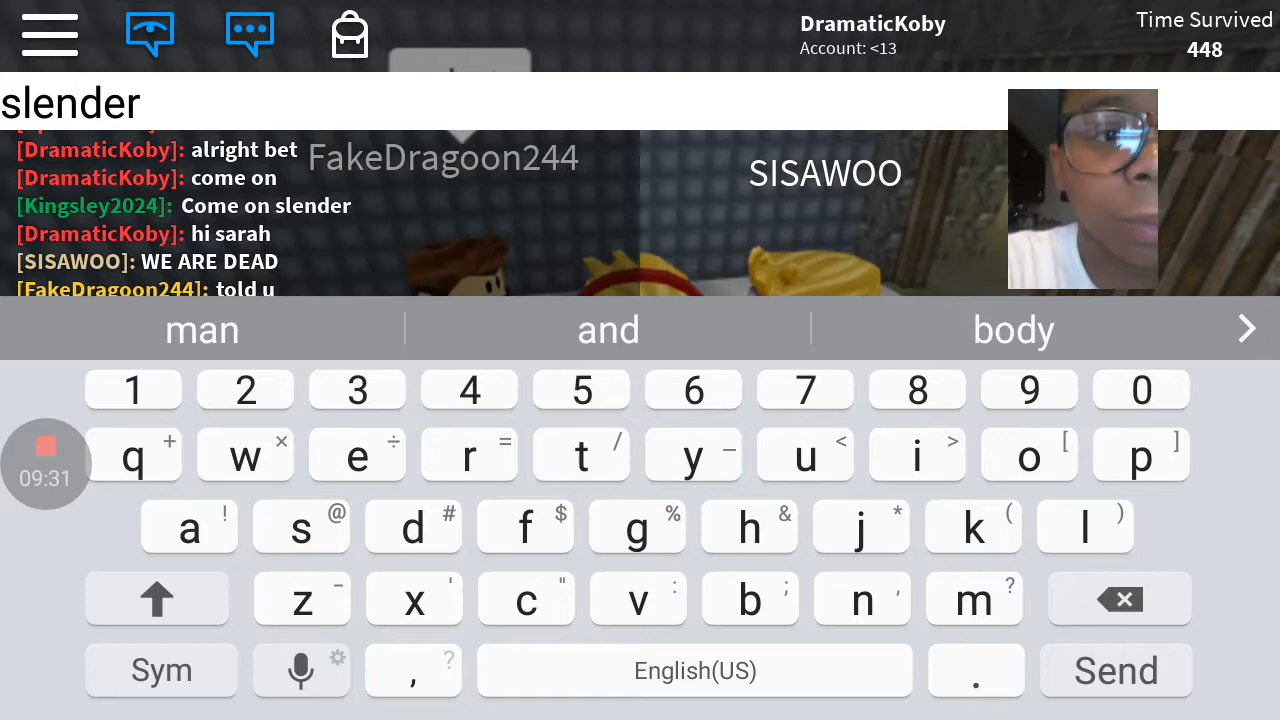 DramaticKoby
Account: <13
Time Survived
448
slender
[DramaticKoby]: alright bet
[DramaticKoby]: come on
[Kingsley2024]: Come on slender
[DramaticKoby]: hi sarah
[SISAWOO]: WE ARE DEAD
[FakeDragoon244]: told u
FakeDragoon244
SISAWOO
man and body
1 2 3 4 5 6 7 8 9 0
q + w × e ÷ r = t / y _ u < i > o [ p ]
09:31
a ! s @ d # f $ g % h & j * k ( l )
z - x ' c " v : b ; n , m ?
Sym , ? English(US) . Send